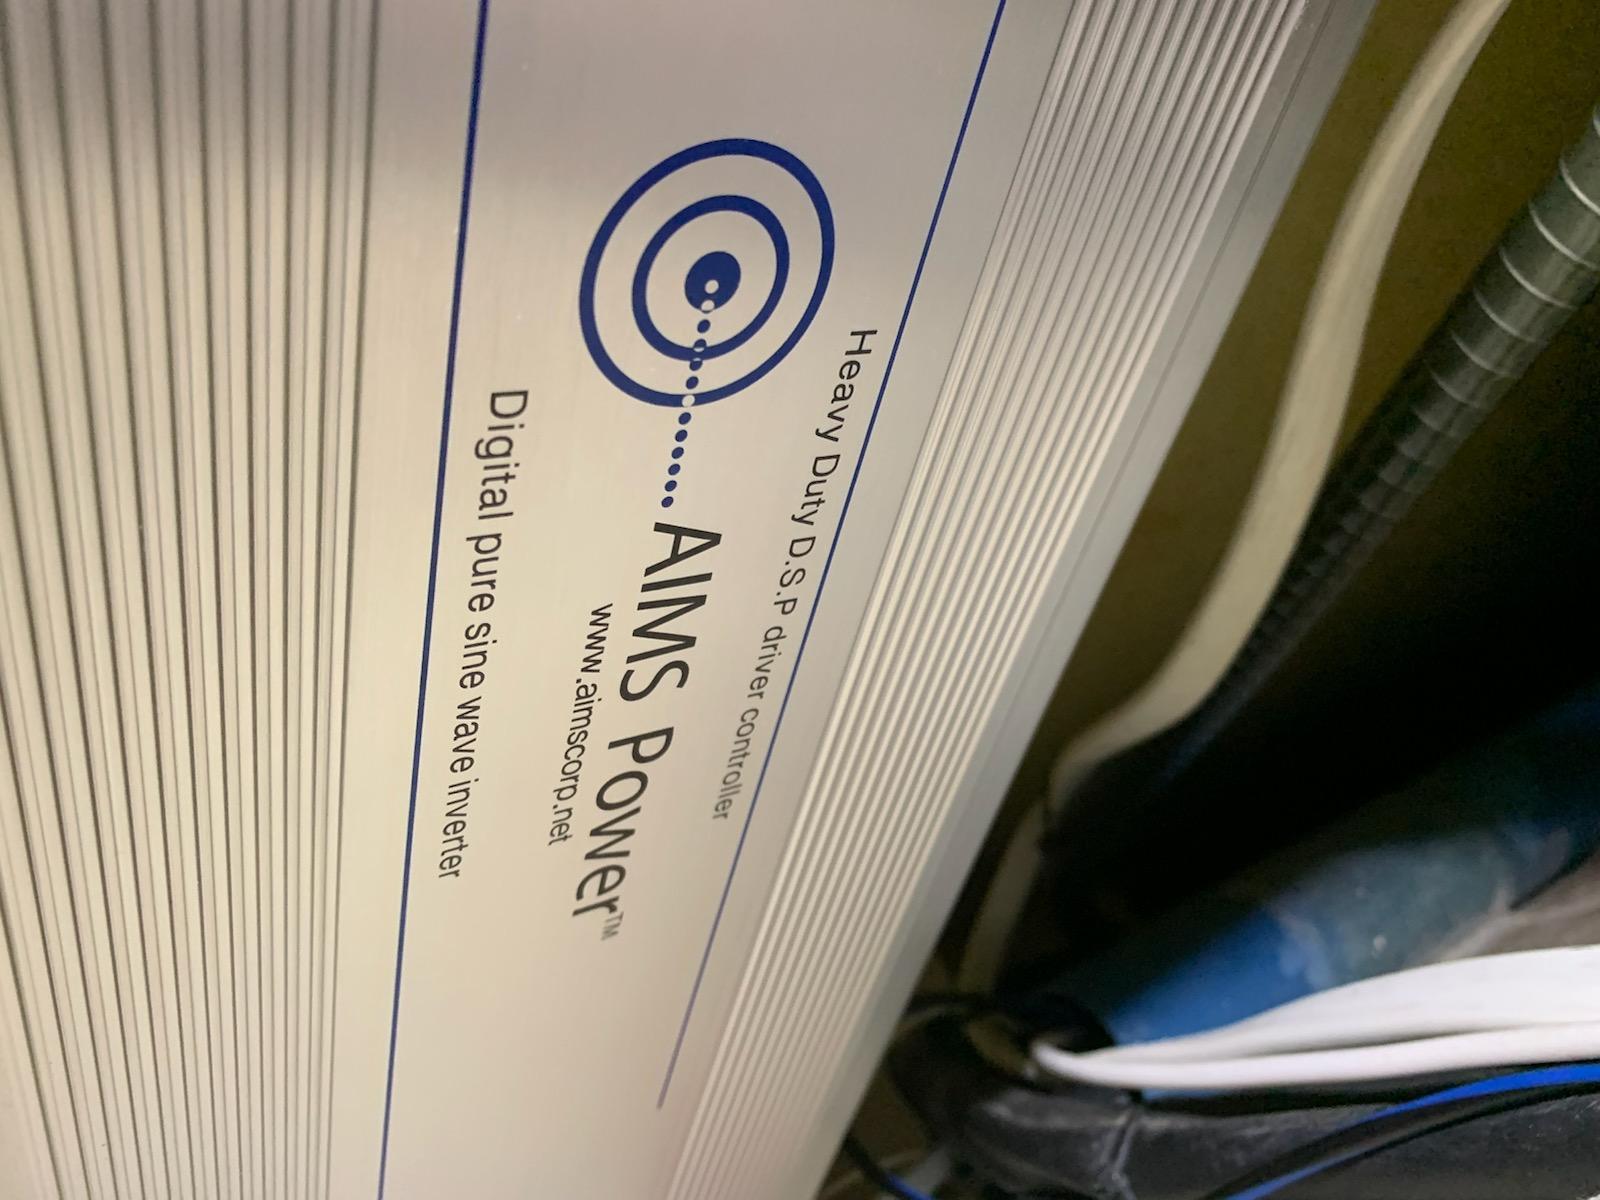 Heavy Duty D.S.P driver controller
AIMS Power™
www.aimscorp.net
Digital pure sine wave inverter